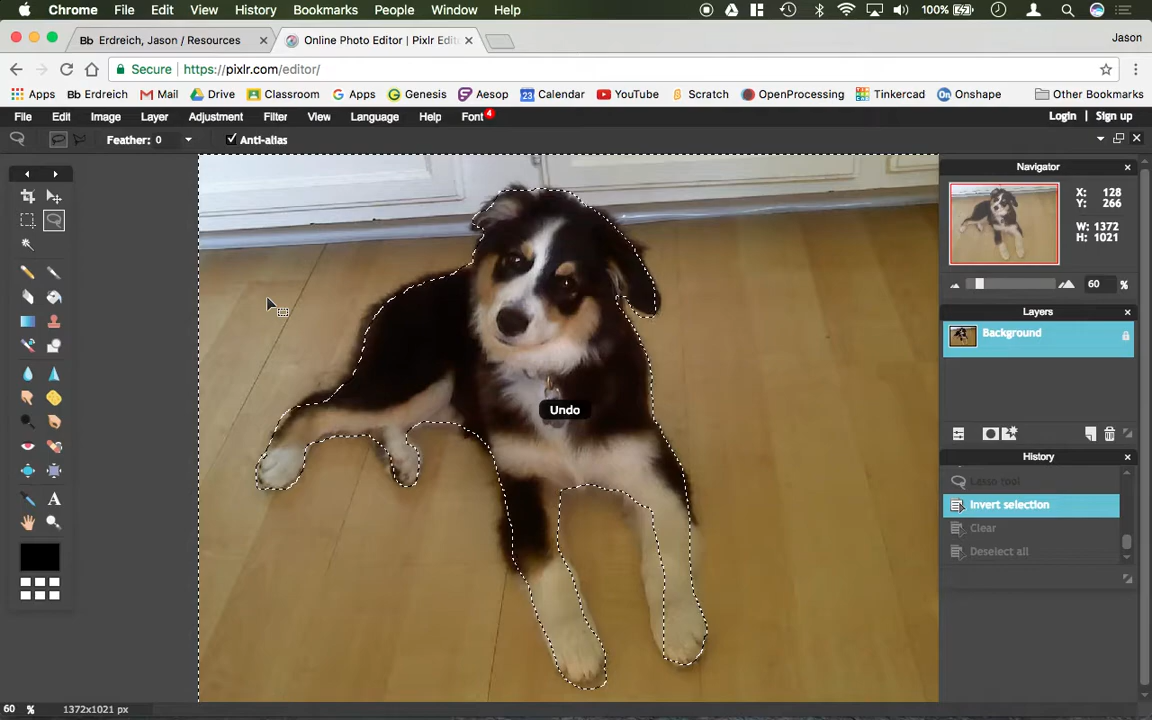 Chrome File Edit View History Bookmarks People Window Help 100%
Bb Erdreich, Jason / Resources Online Photo Editor | Pixlr Edit Jason
Secure https://pixlr.com/editor/
Apps Bb Erdreich Mail Drive Classroom Apps Genesis Aesop 23 Calendar YouTube Scratch OpenProcessing Tinkercad On Onshape Other Bookmarks
File Edit Image Layer Adjustment Filter View Language Help Font 4 Login Sign up
Feather: 0 Anti-alias
Navigator
X: 128
Y: 266
W: 1372
H: 1021
60 %
Layers
Background
Undo
A
History
Lasso tool
Invert selection
Clear
Deselect all
60 % 1372x1021 px